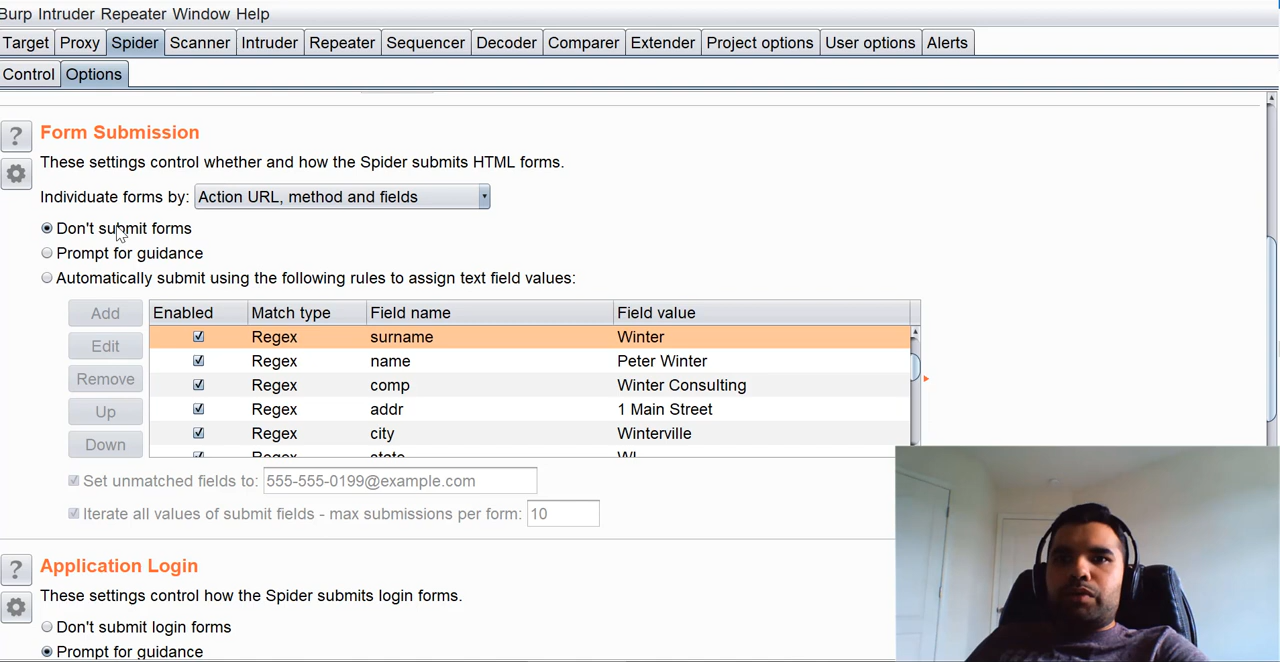 Burp Intruder Repeater Window Help
Target Proxy Spider Scanner Intruder Repeater Sequencer Decoder Comparer Extender Project options User options Alerts
Control Options
? Form Submission
These settings control whether and how the Spider submits HTML forms.
Individuate forms by: Action URL, method and fields
Don't submit forms
Prompt for guidance
Automatically submit using the following rules to assign text field values:
Add Enabled Match type Field name Field value
Regex surname Winter
Edit Regex name Peter Winter
Remove Regex comp Winter Consulting
Up Regex addr 1 Main Street
Down Regex city Winterville
Set unmatched fields to: 555-555-0199@example.com
Iterate all values of submit fields - max submissions per form: 10
? Application Login
These settings control how the Spider submits login forms.
Don't submit login forms
Prompt for guidance